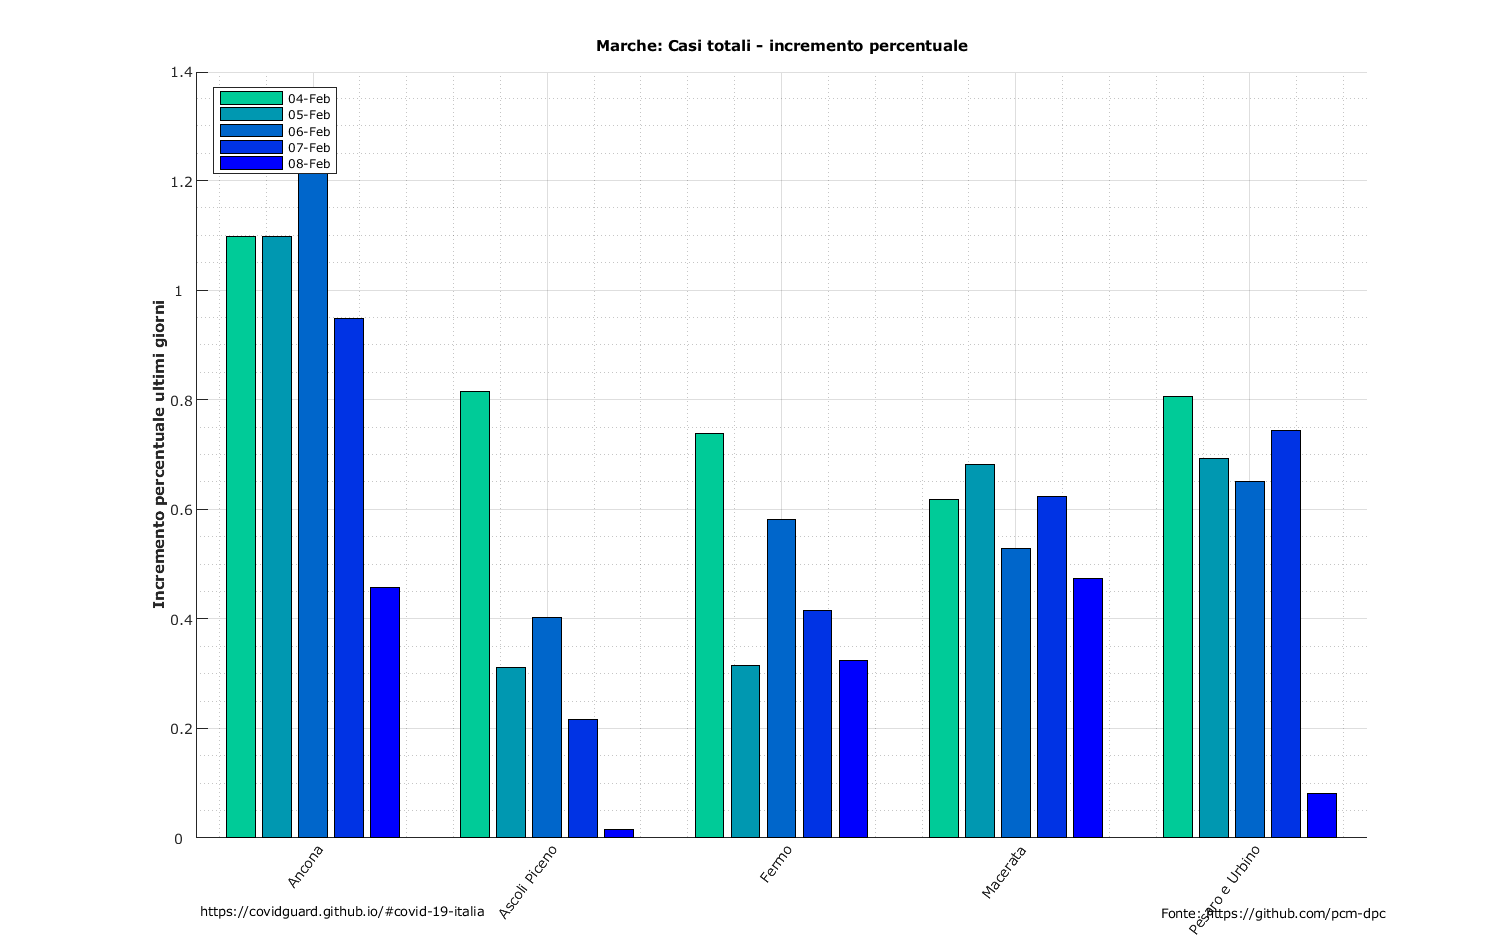 Marche: Casi totali - incremento percentuale
1.4
1.2
1
0.8
0.6
0.4
0.2
0
Incremento percentuale ultimi giorni
04-Feb
05-Feb
06-Feb
07-Feb
08-Feb
Ancona
Ascoli Piceno
Fermo
Macerata
Pesaro e Urbino
https://covidguard.github.io/#covid-19-italia
Fonte: https://github.com/pcm-dpc